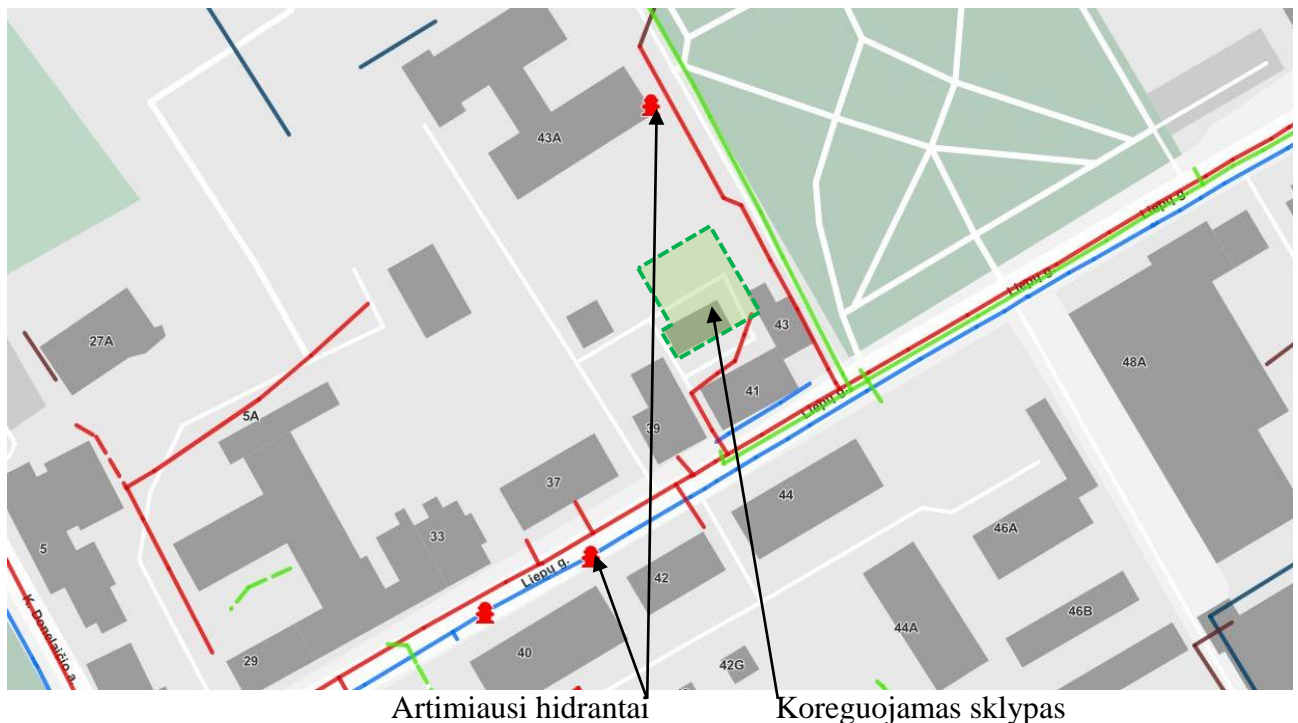 43A
Liepų g.
Liepų g.
27A
43
48A
41
Liepų g.
5A
39
37
44
46A
33
5
Liepų g.
42
K. Donelaičio g.
44A
46B
40
29
42G
Artimiausi hidrantai
Koreguojamas sklypas